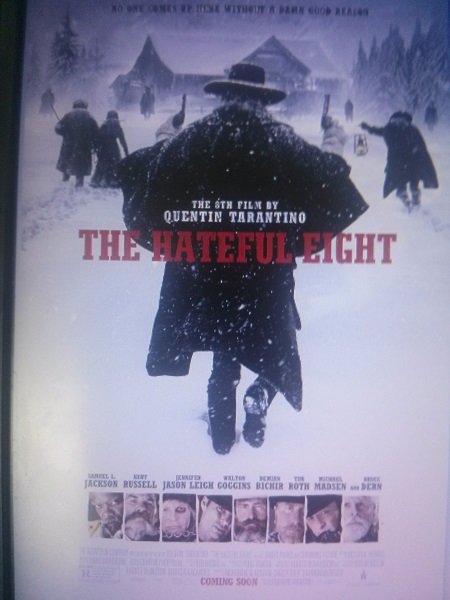 NO ONE COMES UP HERE WITHOUT A DAMN GOOD REASON
THE 8TH FILM BY
QUENTIN TARANTINO
THE HATEFUL EIGHT
SAMUEL L. JACKSON
KURT RUSSELL
JENNIFER JASON LEIGH
WALTON GOGGINS
DEMIAN BICHIR
TIM ROTH
MICHAEL MADSEN
AND BRUCE DERN
COMING SOON